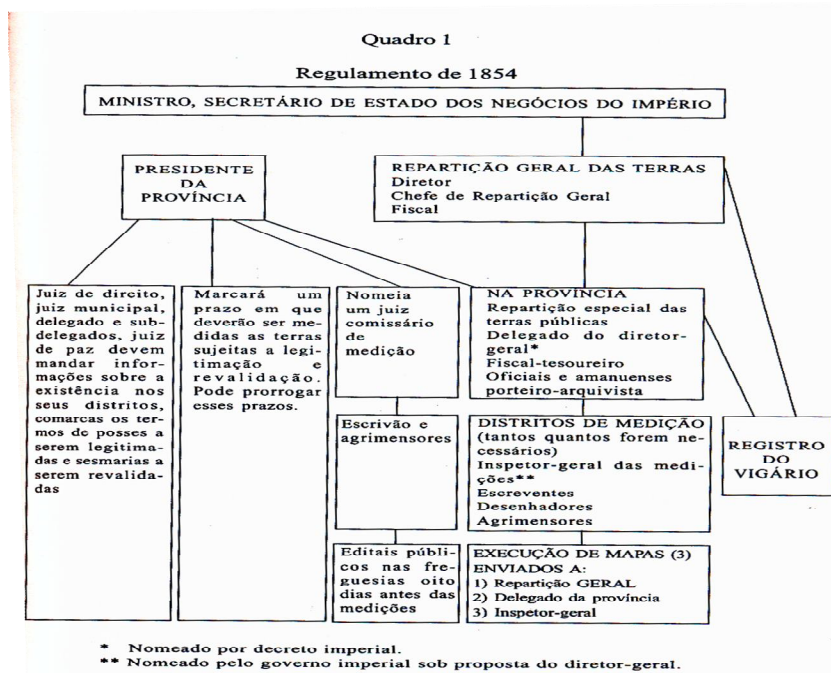 Quadro 1
Regulamento de 1854
MINISTRO, SECRETÁRIO DE ESTADO DOS NEGÓCIOS DO IMPÉRIO
PRESIDENTE
DA
PROVÍNCIA
REPARTIÇÃO GERAL DAS TERRAS
Diretor
Chefe de Repartição Geral
Fiscal
Juiz de direito,
juiz municipal,
delegado e sub-
delegados, juiz
de paz devem
mandar infor-
mações sobre a
existência nos
seus distritos,
comarcas os ter-
mos de posses a
serem legitima-
das e sesmarias a
serem revalida-
das
Marcará um
prazo em que
deverão ser me-
didas as terras
sujeitas a legi-
timação e
revalidação.
Pode prorrogar
esses prazos.
Nomeia
um juiz
comissário
de
medição
Escrivão e
agrimensores
Editais públi-
cos nas fre-
guesias oito
dias antes das
medições
NA PROVÍNCIA
Repartição especial das
terras públicas
Delegado do diretor-
geral*
Fiscal-tesoureiro
Oficiais e amanuenses
porteiro-arquivista
DISTRITOS DE MEDIÇÃO
(tantos quantos forem ne-
cessários)
Inspetor-geral das medi-
ções**
Escreventes
Desenhadores
Agrimensores
EXECUÇÃO DE MAPAS (3)
ENVIADOS A:
1) Repartição GERAL
2) Delegado da província
3) Inspetor-geral
REGISTRO
DO
VIGÁRIO
* Nomeado por decreto imperial.
** Nomeado pelo governo imperial sob proposta do diretor-geral.